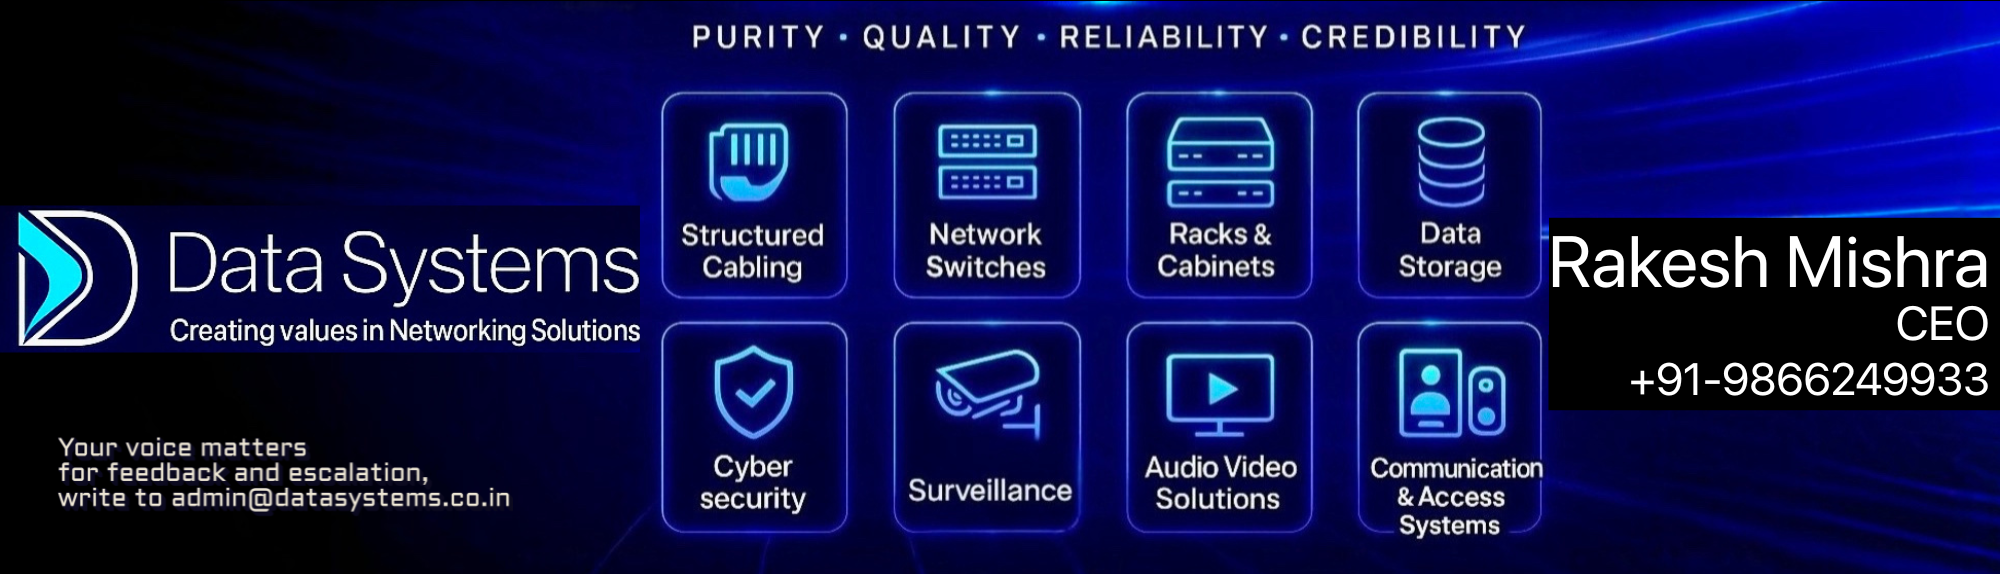 PURITY • QUALITY • RELIABILITY • CREDIBILITY
Data Systems
Creating values in Networking Solutions
Your voice matters
for feedback and escalation,
write to admin@datasystems.co.in
Structured
Cabling
Network
Switches
Racks &
Cabinets
Data
Storage
Cyber
security
Surveillance
Audio Video
Solutions
Communication
& Access
Systems
Rakesh Mishra
CEO
+91-9866249933